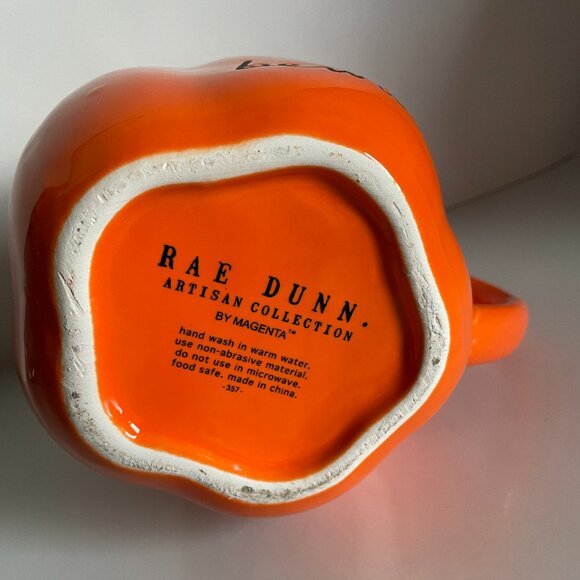 RAE DUNN.
ARTISAN COLLECTION
BY MAGENTA™
hand wash in warm water.
use non-abrasive material.
do not use in microwave.
food safe. made in china.
-357-